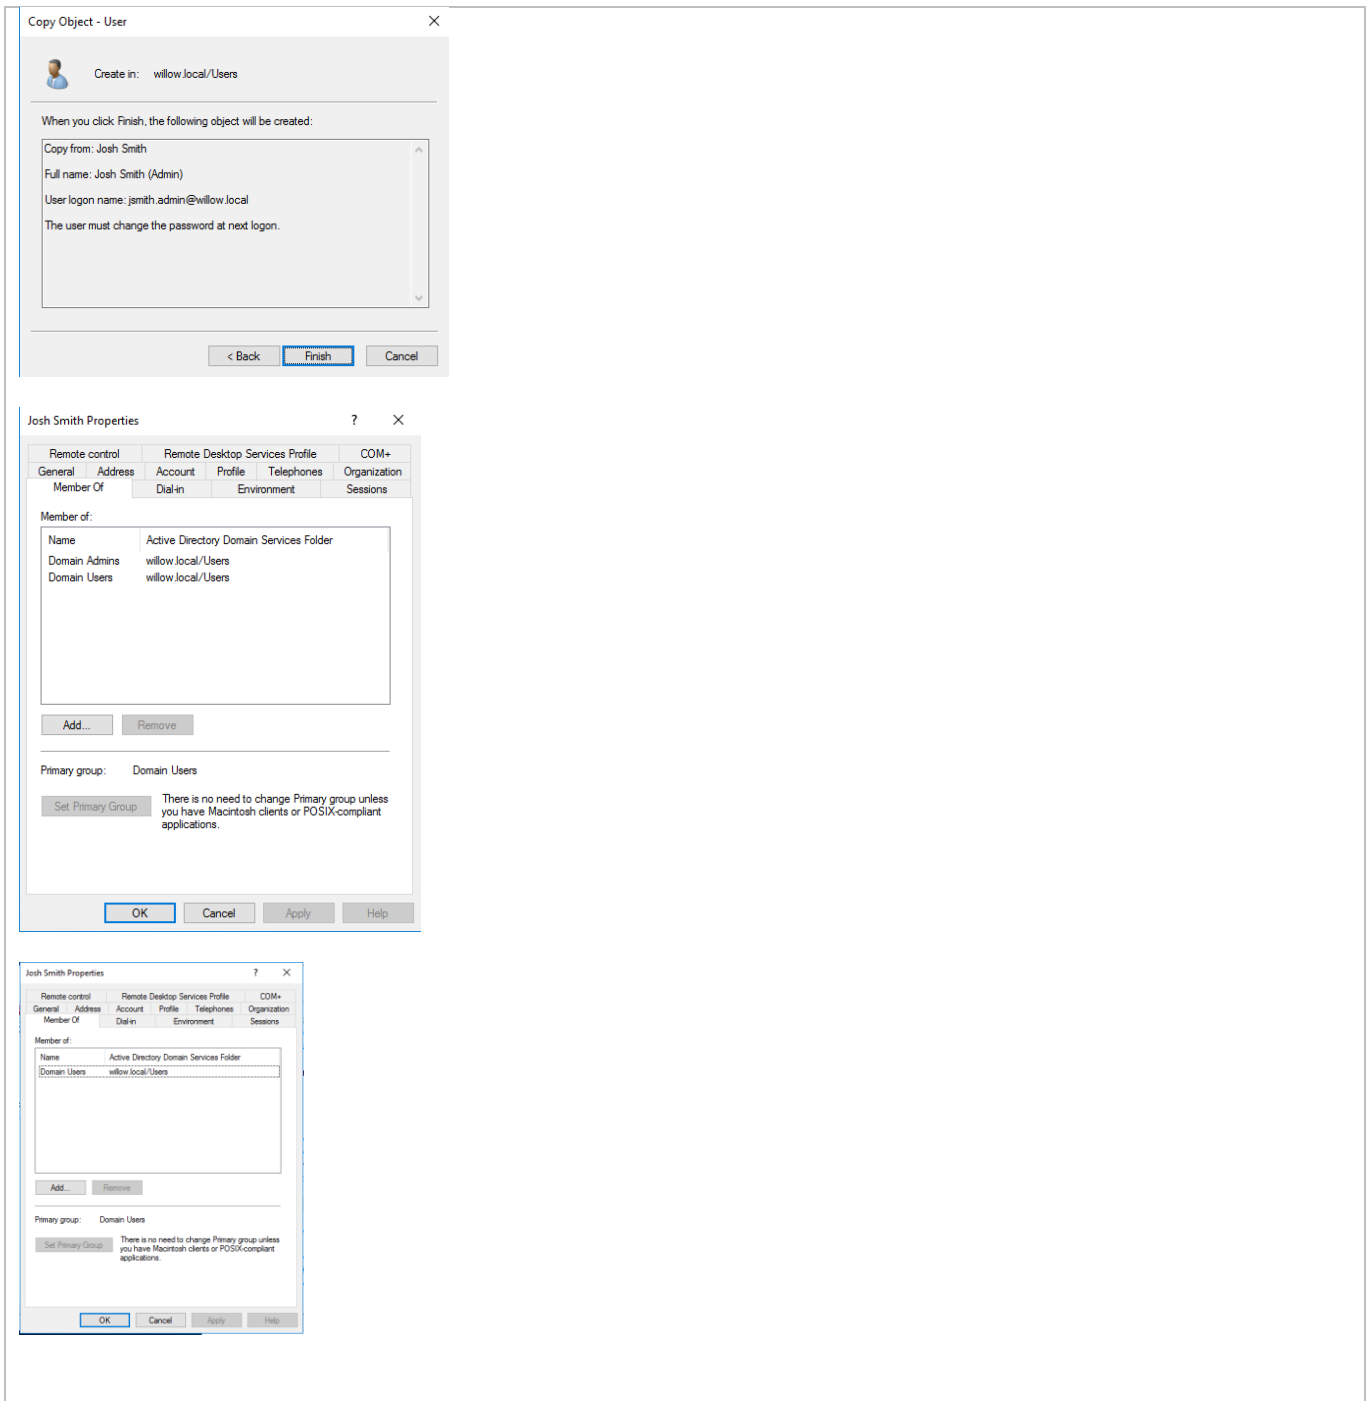 Copy Object - User
Create in: willow.local/Users
When you click Finish, the following object will be created:
Copy from: Josh Smith
Full name: Josh Smith (Admin)
User logon name: jsmith.admin@willow.local
The user must change the password at next logon.
< Back Finish Cancel
Josh Smith Properties ?
Remote control Remote Desktop Services Profile COM+
General Address Account Profile Telephones Organization
Member Of Dial-in Environment Sessions
Member of:
Name Active Directory Domain Services Folder
Domain Admins willow.local/Users
Domain Users willow.local/Users
Add... Remove
Primary group: Domain Users
Set Primary Group
There is no need to change Primary group unless
you have Macintosh clients or POSIX-compliant
applications.
OK Cancel Apply Help
Josh Smith Properties ?
Remote control Remote Desktop Services Profile COM+
General Address Account Profile Telephones Organization
Member Of Dial-in Environment Sessions
Member of:
Name Active Directory Domain Services Folder
Domain Users willow.local/Users
Add... Remove
Primary group: Domain Users
Set Primary Group
There is no need to change Primary group unless
you have Macintosh clients or POSIX-compliant
applications.
OK Cancel Apply Help